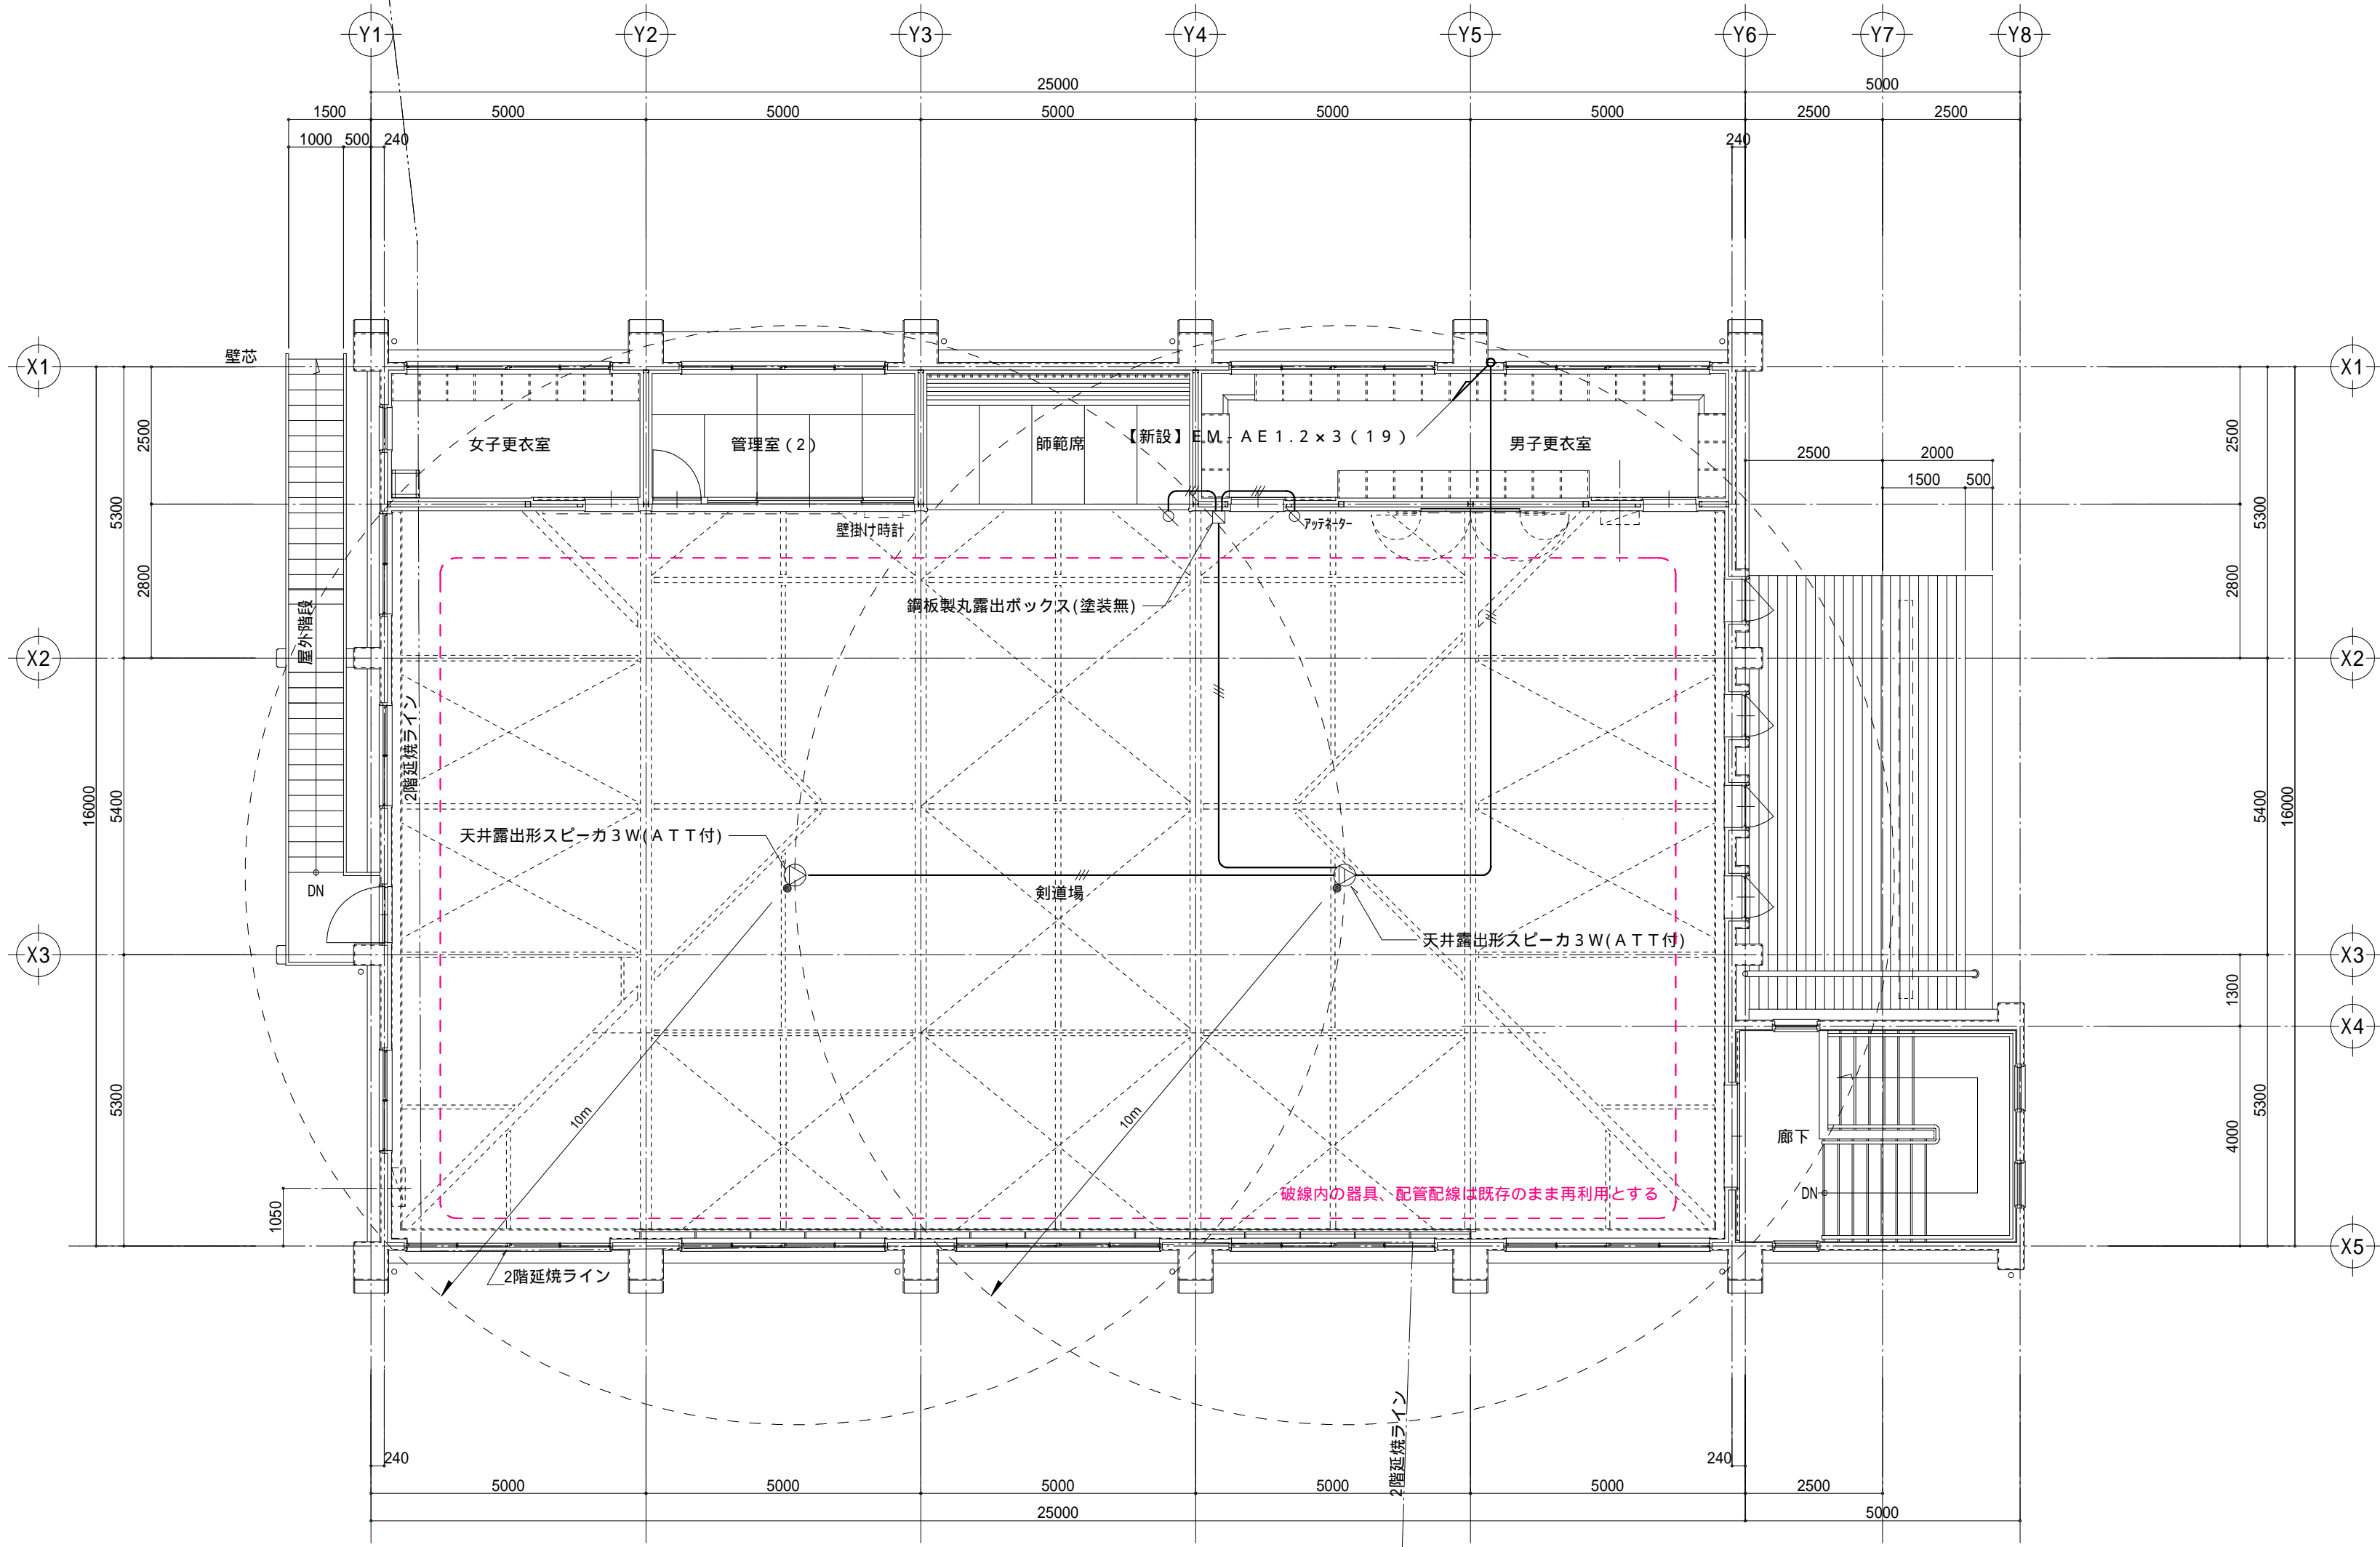 Y1 Y2 Y3 Y4 Y5 Y6 Y7 Y8
25000 5000
1500 5000 5000 5000 5000 5000 2500 2500
1000 500 240 240
壁芯
X1 X1
女子更衣室 管理室（2） 師範席 【新設】ＥＭ-ＡＥ１.２×３（１９） 男子更衣室
2500 2500
2500 2000
1500 500
5300 5300
壁掛け時計 アッテネーター
2800 2800
鋼板製丸露出ボックス(塗装無)
屋外階段
X2 X2
2階延焼ライン
16000 5400 5400 16000
天井露出形スピーカ３Ｗ(ＡＴＴ付)
DN
剣道場
天井露出形スピーカ３Ｗ(ＡＴＴ付)
X3 X3
1300
X4
5300 10m 10m 5300
廊下 4000
DN
破線内の器具、配管配線は既存のまま再利用とする
1050
X5
2階延焼ライン
2階延焼ライン
240 240
5000 5000 5000 5000 5000 2500
25000 5000